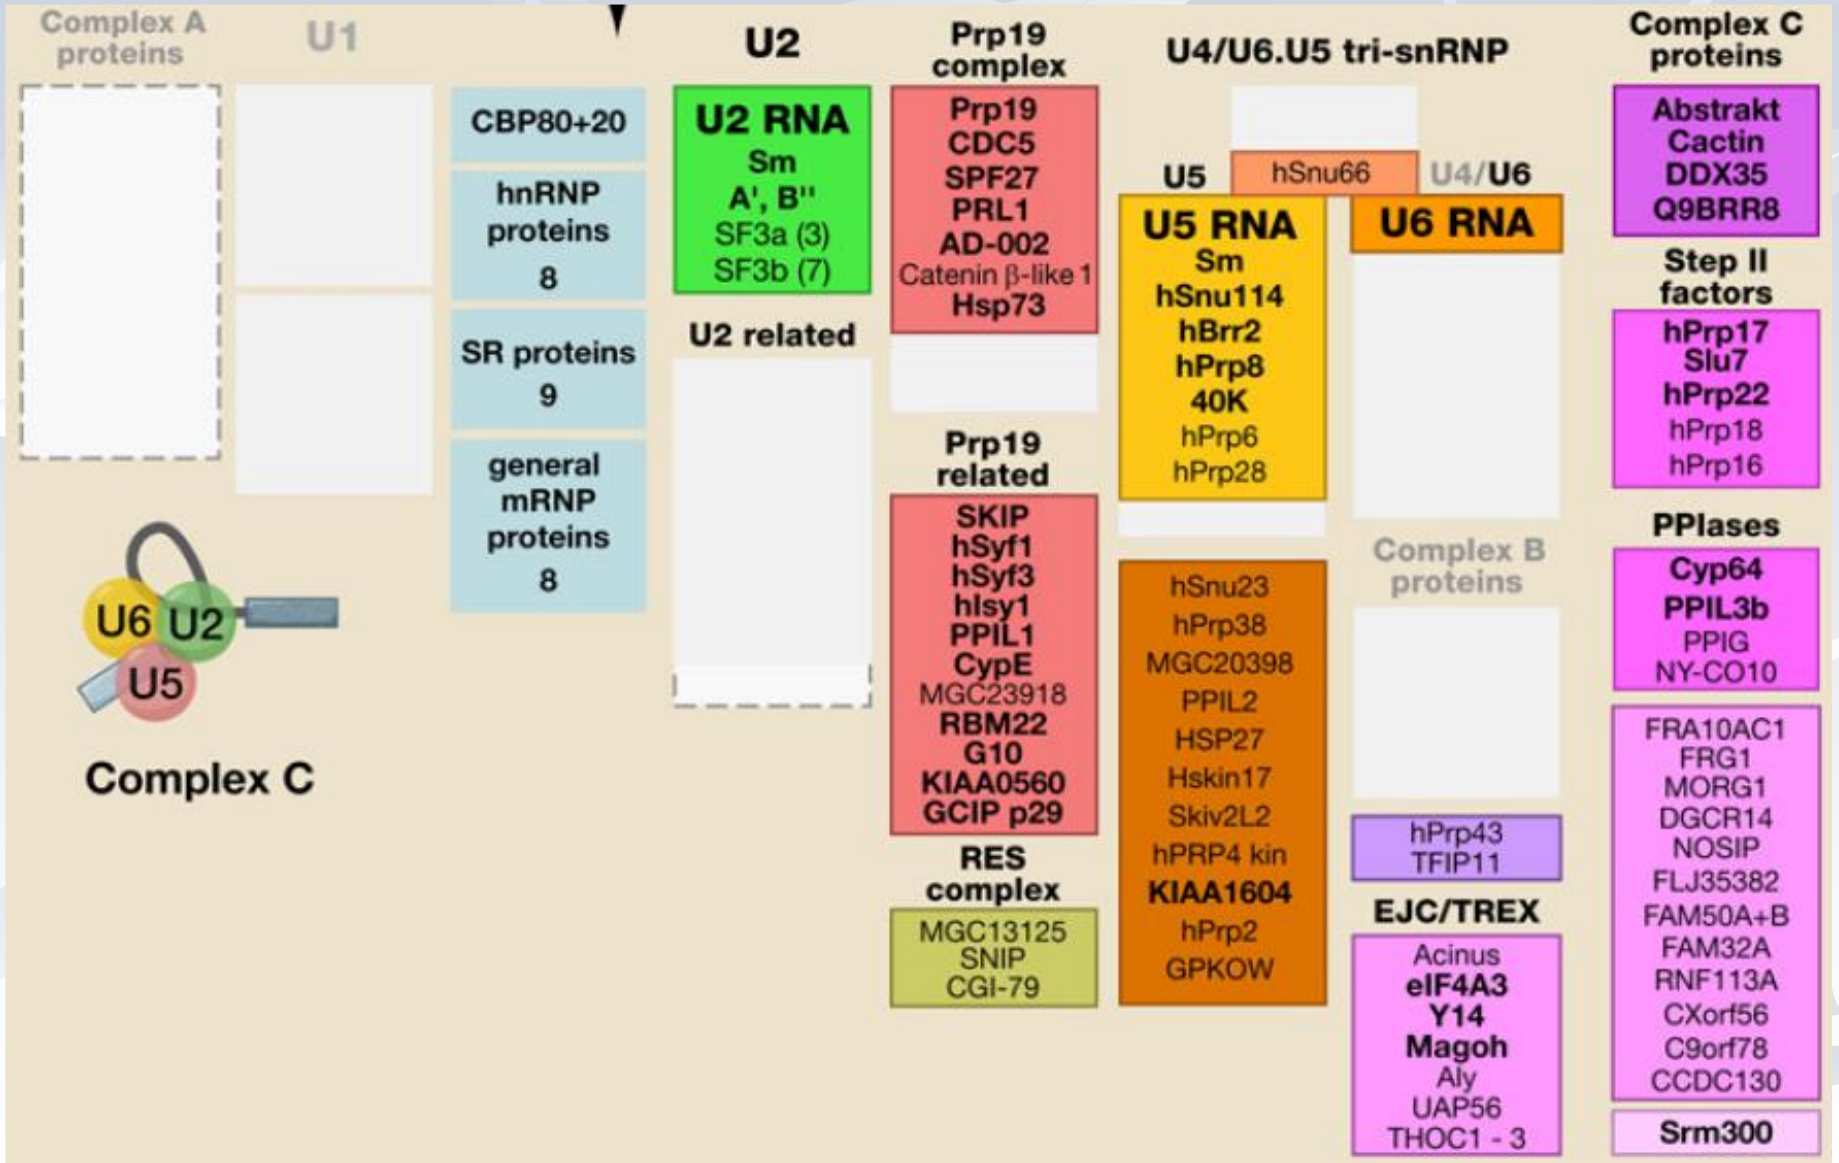 Complex A
proteins
U1
CBP80+20
hnRNP
proteins
8
SR proteins
9
general
mRNP
proteins
8
U6
U2
U5
Complex C
U2
U2 RNA
Sm
A', B"
SF3a (3)
SF3b (7)
U2 related
Prp19
complex
Prp19
CDC5
SPF27
PRL1
AD-002
Catenin β-like 1
Hsp73
Prp19
related
SKIP
hSyf1
hSyf3
hIsy1
PPIL1
CypE
MGC23918
RBM22
G10
KIAA0560
GCIP p29
RES
complex
MGC13125
SNIP
CGI-79
U4/U6.U5 tri-snRNP
hSnu66
U5
U4/U6
U5 RNA
Sm
hSnu114
hBrr2
hPrp8
40K
hPrp6
hPrp28
hSnu23
hPrp38
MGC20398
PPIL2
HSP27
Hskin17
Skiv2L2
hPRP4 kin
KIAA1604
hPrp2
GPKOW
U6 RNA
Complex B
proteins
hPrp43
TFIP11
EJC/TREX
Acinus
eIF4A3
Y14
Magoh
Aly
UAP56
THOC1 - 3
Complex C
proteins
Abstrakt
Cactin
DDX35
Q9BRR8
Step II
factors
hPrp17
Slu7
hPrp22
hPrp18
hPrp16
PPIases
Cyp64
PPIL3b
PPIG
NY-CO10
FRA10AC1
FRG1
MORG1
DGCR14
NOSIP
FLJ35382
FAM50A+B
FAM32A
RNF113A
CXorf56
C9orf78
CCDC130
Srm300